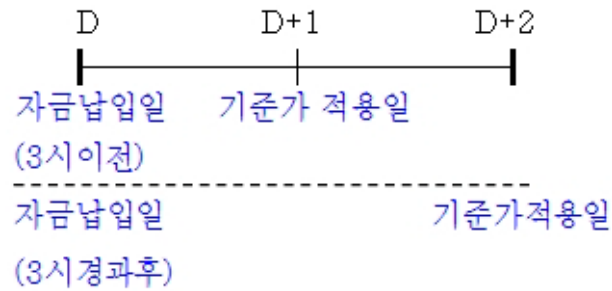 D D+1 D+2
자금납입일 기준가 적용일
(3시이전)
자금납입일 기준가적용일
(3시경과후)